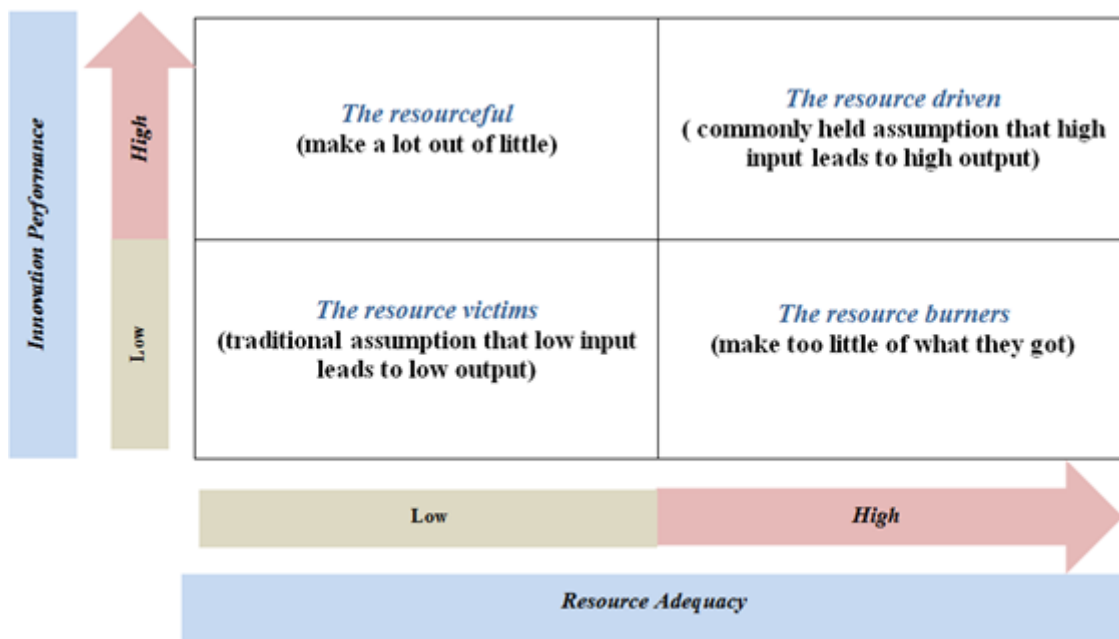 Innovation Performance
High
Low
The resourceful
(make a lot out of little)
The resource driven
( commonly held assumption that high
input leads to high output)
The resource victims
(traditional assumption that low input
leads to low output)
The resource burners
(make too little of what they got)
Low
High
Resource Adequacy